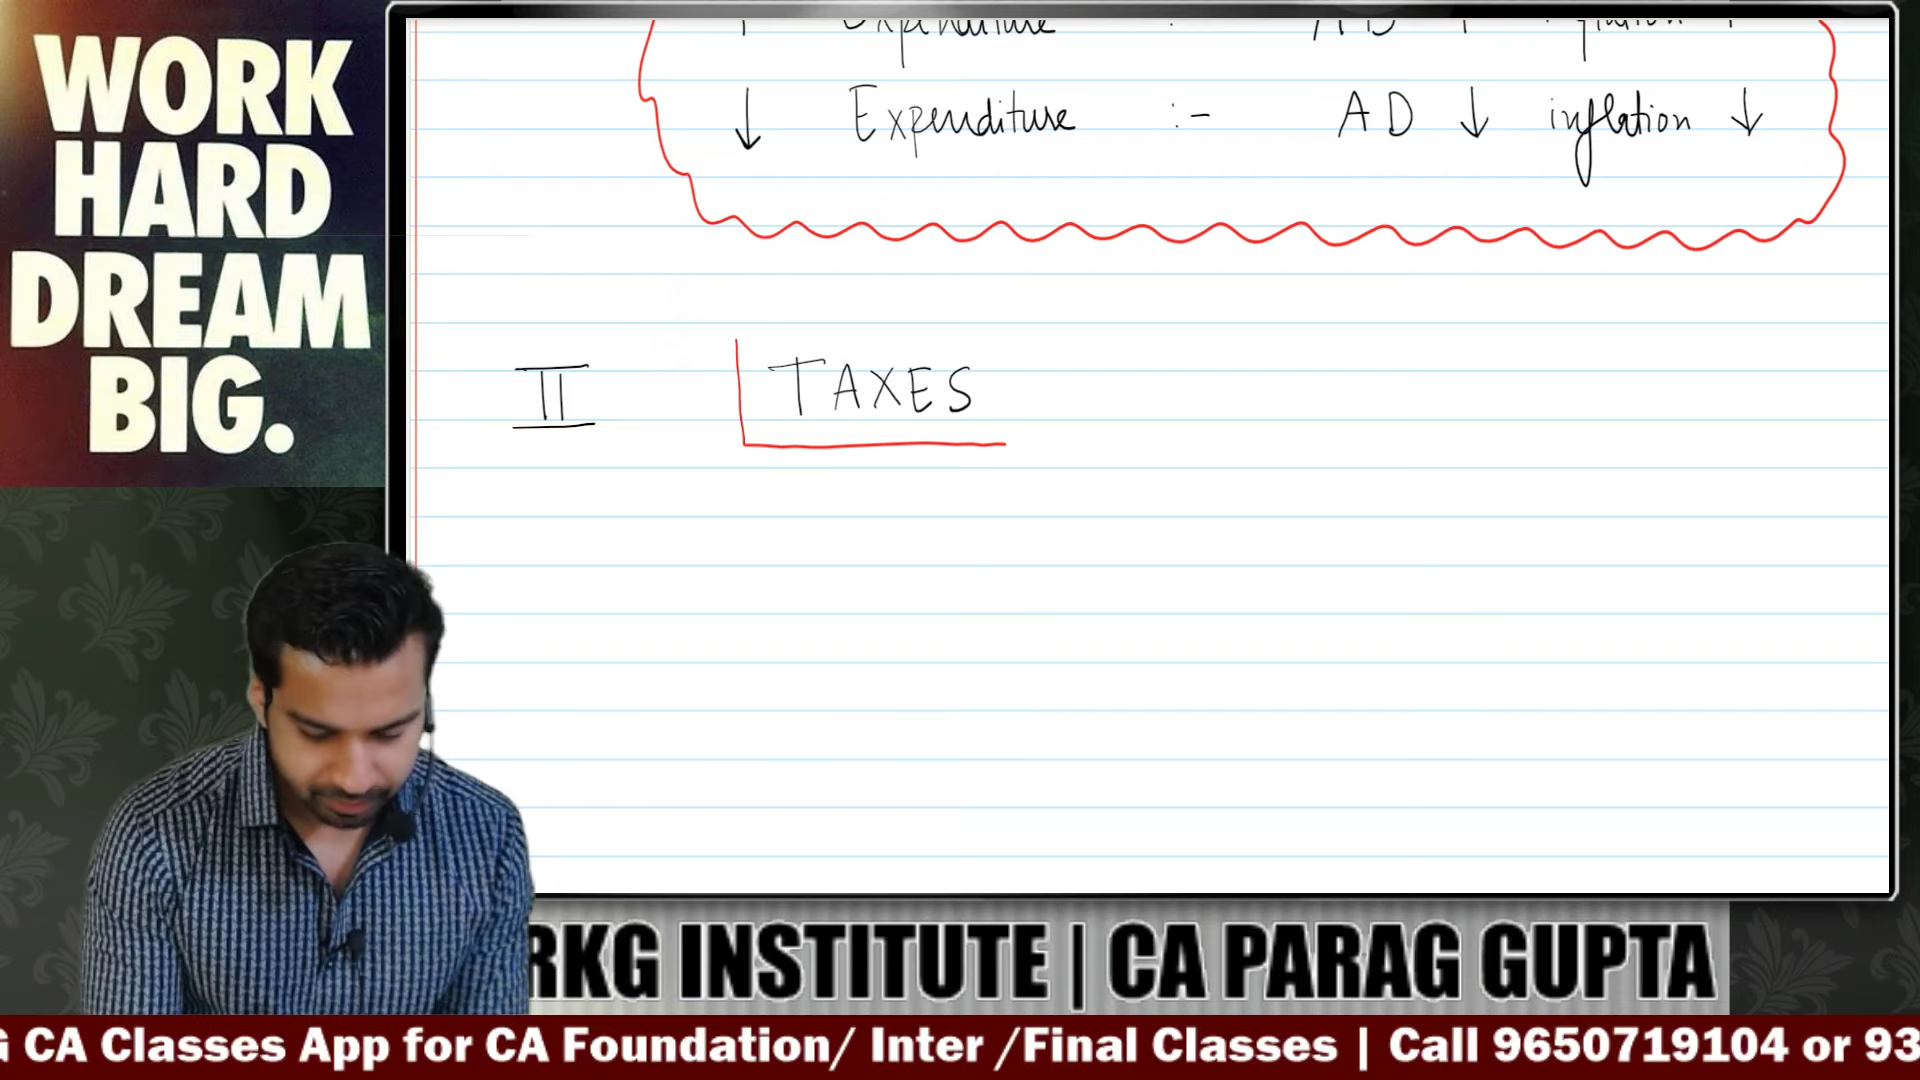 WORK
HARD
DREAM
BIG.
Expenditure :
↓ Expenditure :- AD ↓ inflation ↓
II TAXES
RKG INSTITUTE | CA PARAG GUPTA
CA Classes App for CA Foundation/ Inter /Final Classes | Call 9650719104 or 93